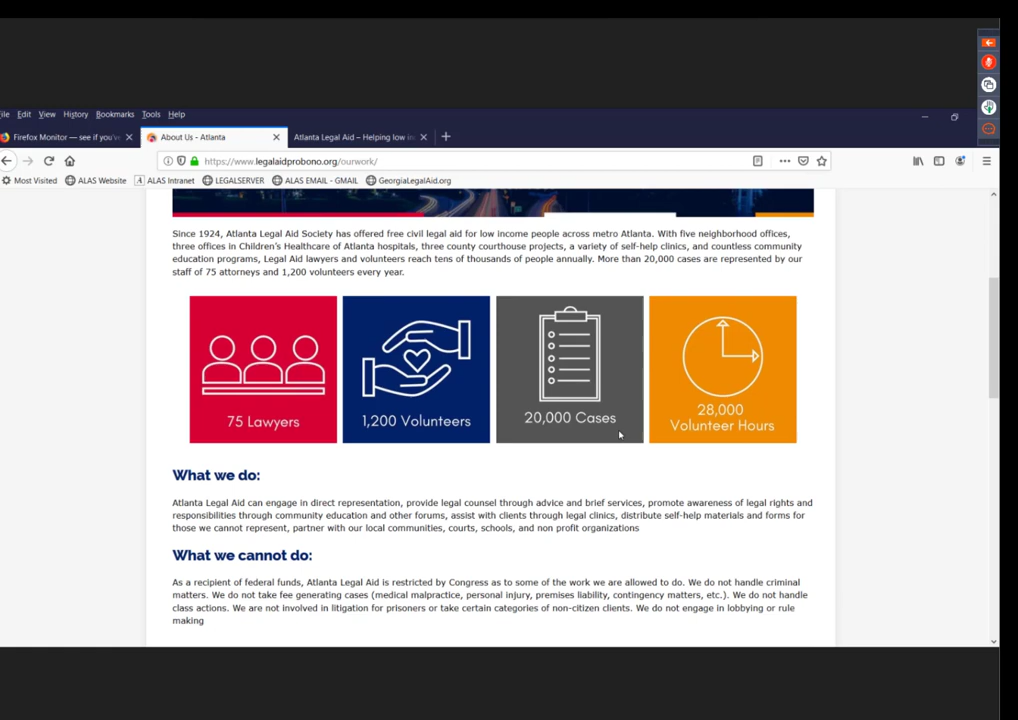 File Edit View History Bookmarks Tools Help
Firefox Monitor — see if you'v
About Us - Atlanta
Atlanta Legal Aid – Helping low in
https://www.legalaidprobono.org/ourwork/
Most Visited ALAS Website ALAS Intranet LEGALSERVER ALAS EMAIL - GMAIL GeorgiaLegalAid.org
Since 1924, Atlanta Legal Aid Society has offered free civil legal aid for low income people across metro Atlanta. With five neighborhood offices,
three offices in Children's Healthcare of Atlanta hospitals, three county courthouse projects, a variety of self-help clinics, and countless community
education programs, Legal Aid lawyers and volunteers reach tens of thousands of people annually. More than 20,000 cases are represented by our
staff of 75 attorneys and 1,200 volunteers every year.
75 Lawyers
1,200 Volunteers
20,000 Cases
28,000
Volunteer Hours
What we do:
Atlanta Legal Aid can engage in direct representation, provide legal counsel through advice and brief services, promote awareness of legal rights and
responsibilities through community education and other forums, assist with clients through legal clinics, distribute self-help materials and forms for
those we cannot represent, partner with our local communities, courts, schools, and non profit organizations
What we cannot do:
As a recipient of federal funds, Atlanta Legal Aid is restricted by Congress as to some of the work we are allowed to do. We do not handle criminal
matters. We do not take fee generating cases (medical malpractice, personal injury, premises liability, contingency matters, etc.). We do not handle
class actions. We are not involved in litigation for prisoners or take certain categories of non-citizen clients. We do not engage in lobbying or rule
making